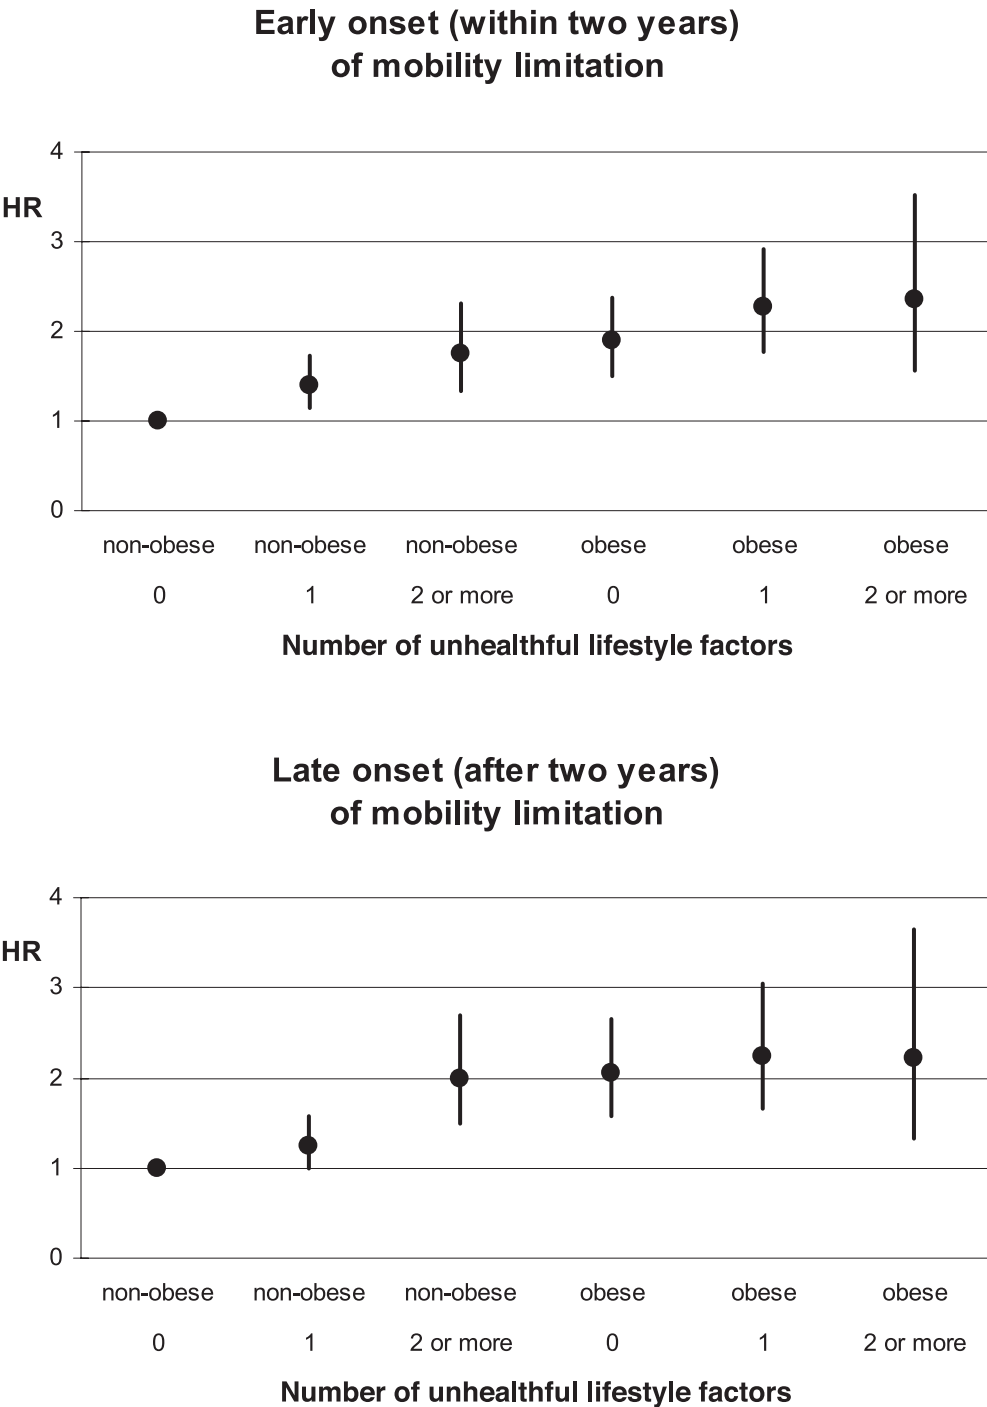 Early onset (within two years)
of mobility limitation
4
HR
3
2
1
0
non-obese non-obese non-obese obese obese obese
0 1 2 or more 0 1 2 or more
Number of unhealthful lifestyle factors
Late onset (after two years)
of mobility limitation
4
HR
3
2
1
0
non-obese non-obese non-obese obese obese obese
0 1 2 or more 0 1 2 or more
Number of unhealthful lifestyle factors